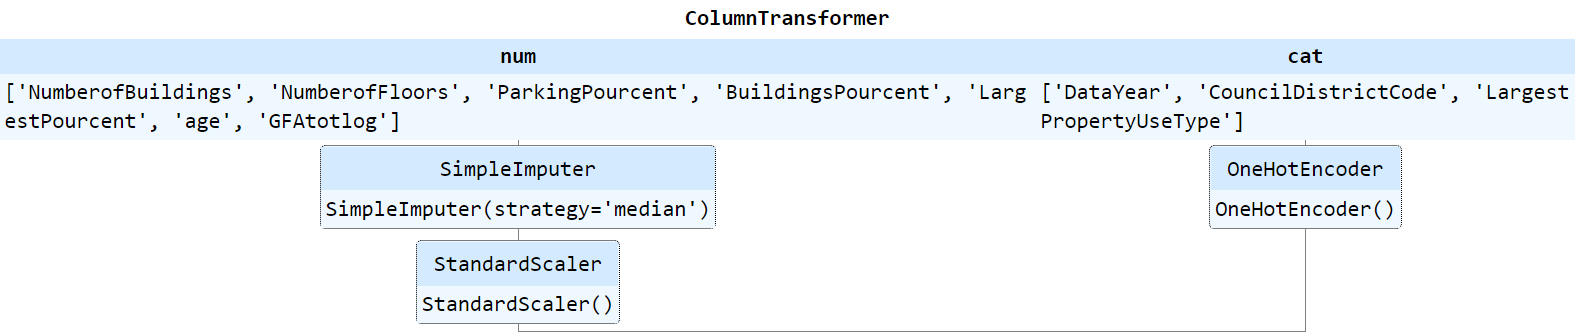 ColumnTransformer
num
cat
['NumberofBuildings', 'NumberofFloors', 'ParkingPourcent', 'BuildingsPourcent', 'Larg
estPourcent', 'age', 'GFAtotlog']
['DataYear', 'CouncilDistrictCode', 'Largest
PropertyUseType']
SimpleImputer
SimpleImputer(strategy='median')
StandardScaler
StandardScaler()
OneHotEncoder
OneHotEncoder()